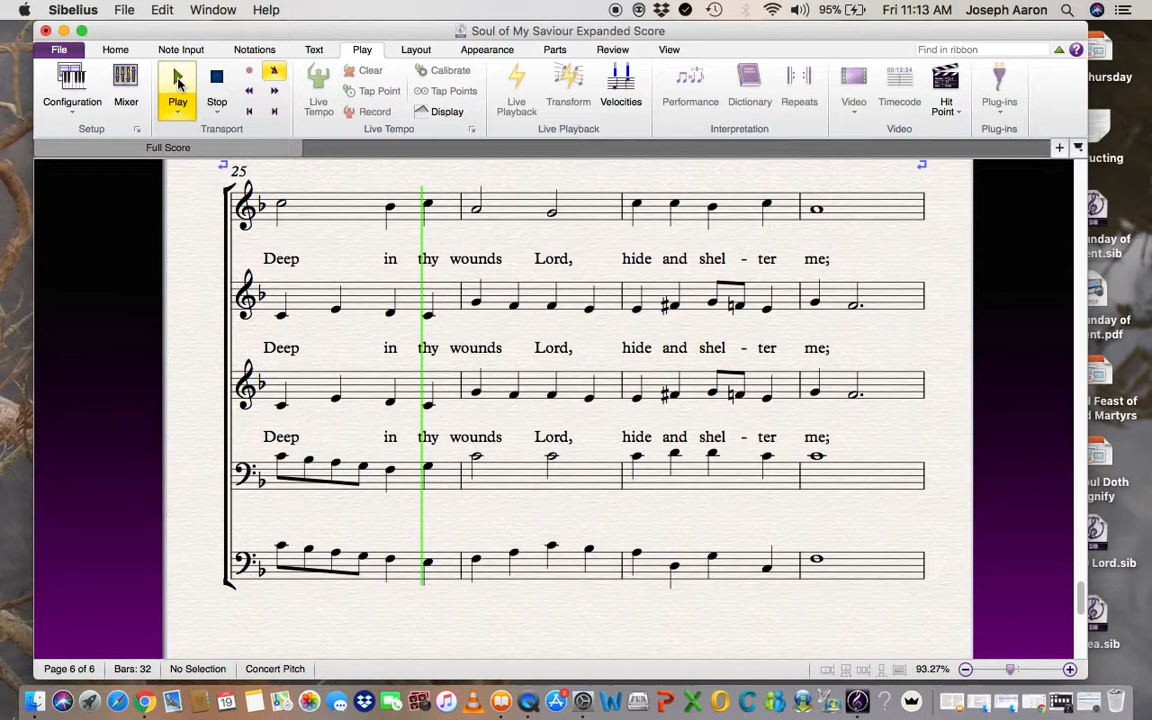 Sibelius File Edit Window Help 95% Fri 11:13 AM Joseph Aaron
Soul of My Saviour Expanded Score
File Home Note Input Notations Text Play Layout Appearance Parts Review View Find in ribbon
Configuration Mixer Play Stop Live Tempo Clear Tap Point Record Calibrate Tap Points Display Live Playback Transform Velocities Performance Dictionary Repeats Video Timecode Hit Point Plug-ins
Setup Transport Live Tempo Live Playback Interpretation Video Plug-ins
Full Score
25
Deep in thy wounds Lord, hide and shel - ter me;
Deep in thy wounds Lord, hide and shel - ter me;
Deep in thy wounds Lord, hide and shel - ter me;
hursday
ucting
unday of
nt.sib
unday of
nt.pdf
l Feast of
d Martyrs
oul Doth
gnify
Lord.sib
ea.sib
Page 6 of 6 Bars: 32 No Selection Concert Pitch 93.27%